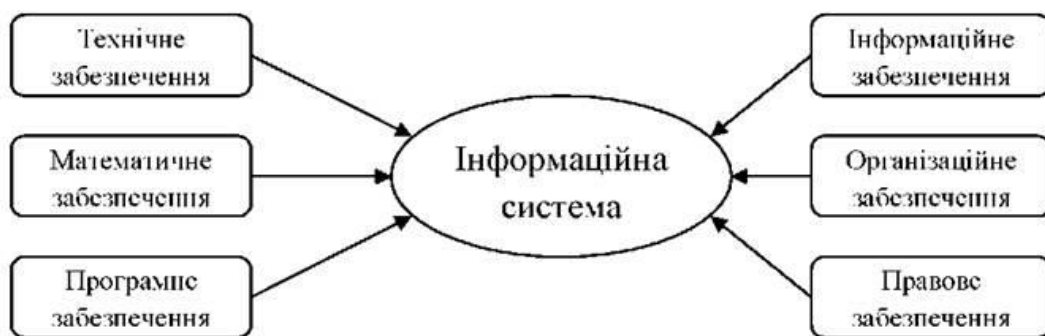 Технічне
забезпечення
Математичне
забезпечення
Програмне
забезпечення
Інформаційна
система
Інформаційне
забезпечення
Організаційне
забезпечення
Правове
забезпечення